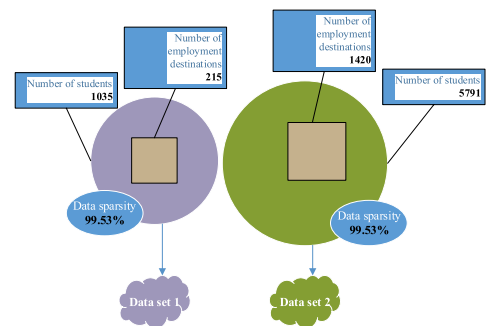 Number of
employment
destinations
215
Number of students
1035
Data sparsity
99.53%
Data set 1
Number of
employment
destinations
1420
Number of students
5791
Data sparsity
99.53%
Data set 2